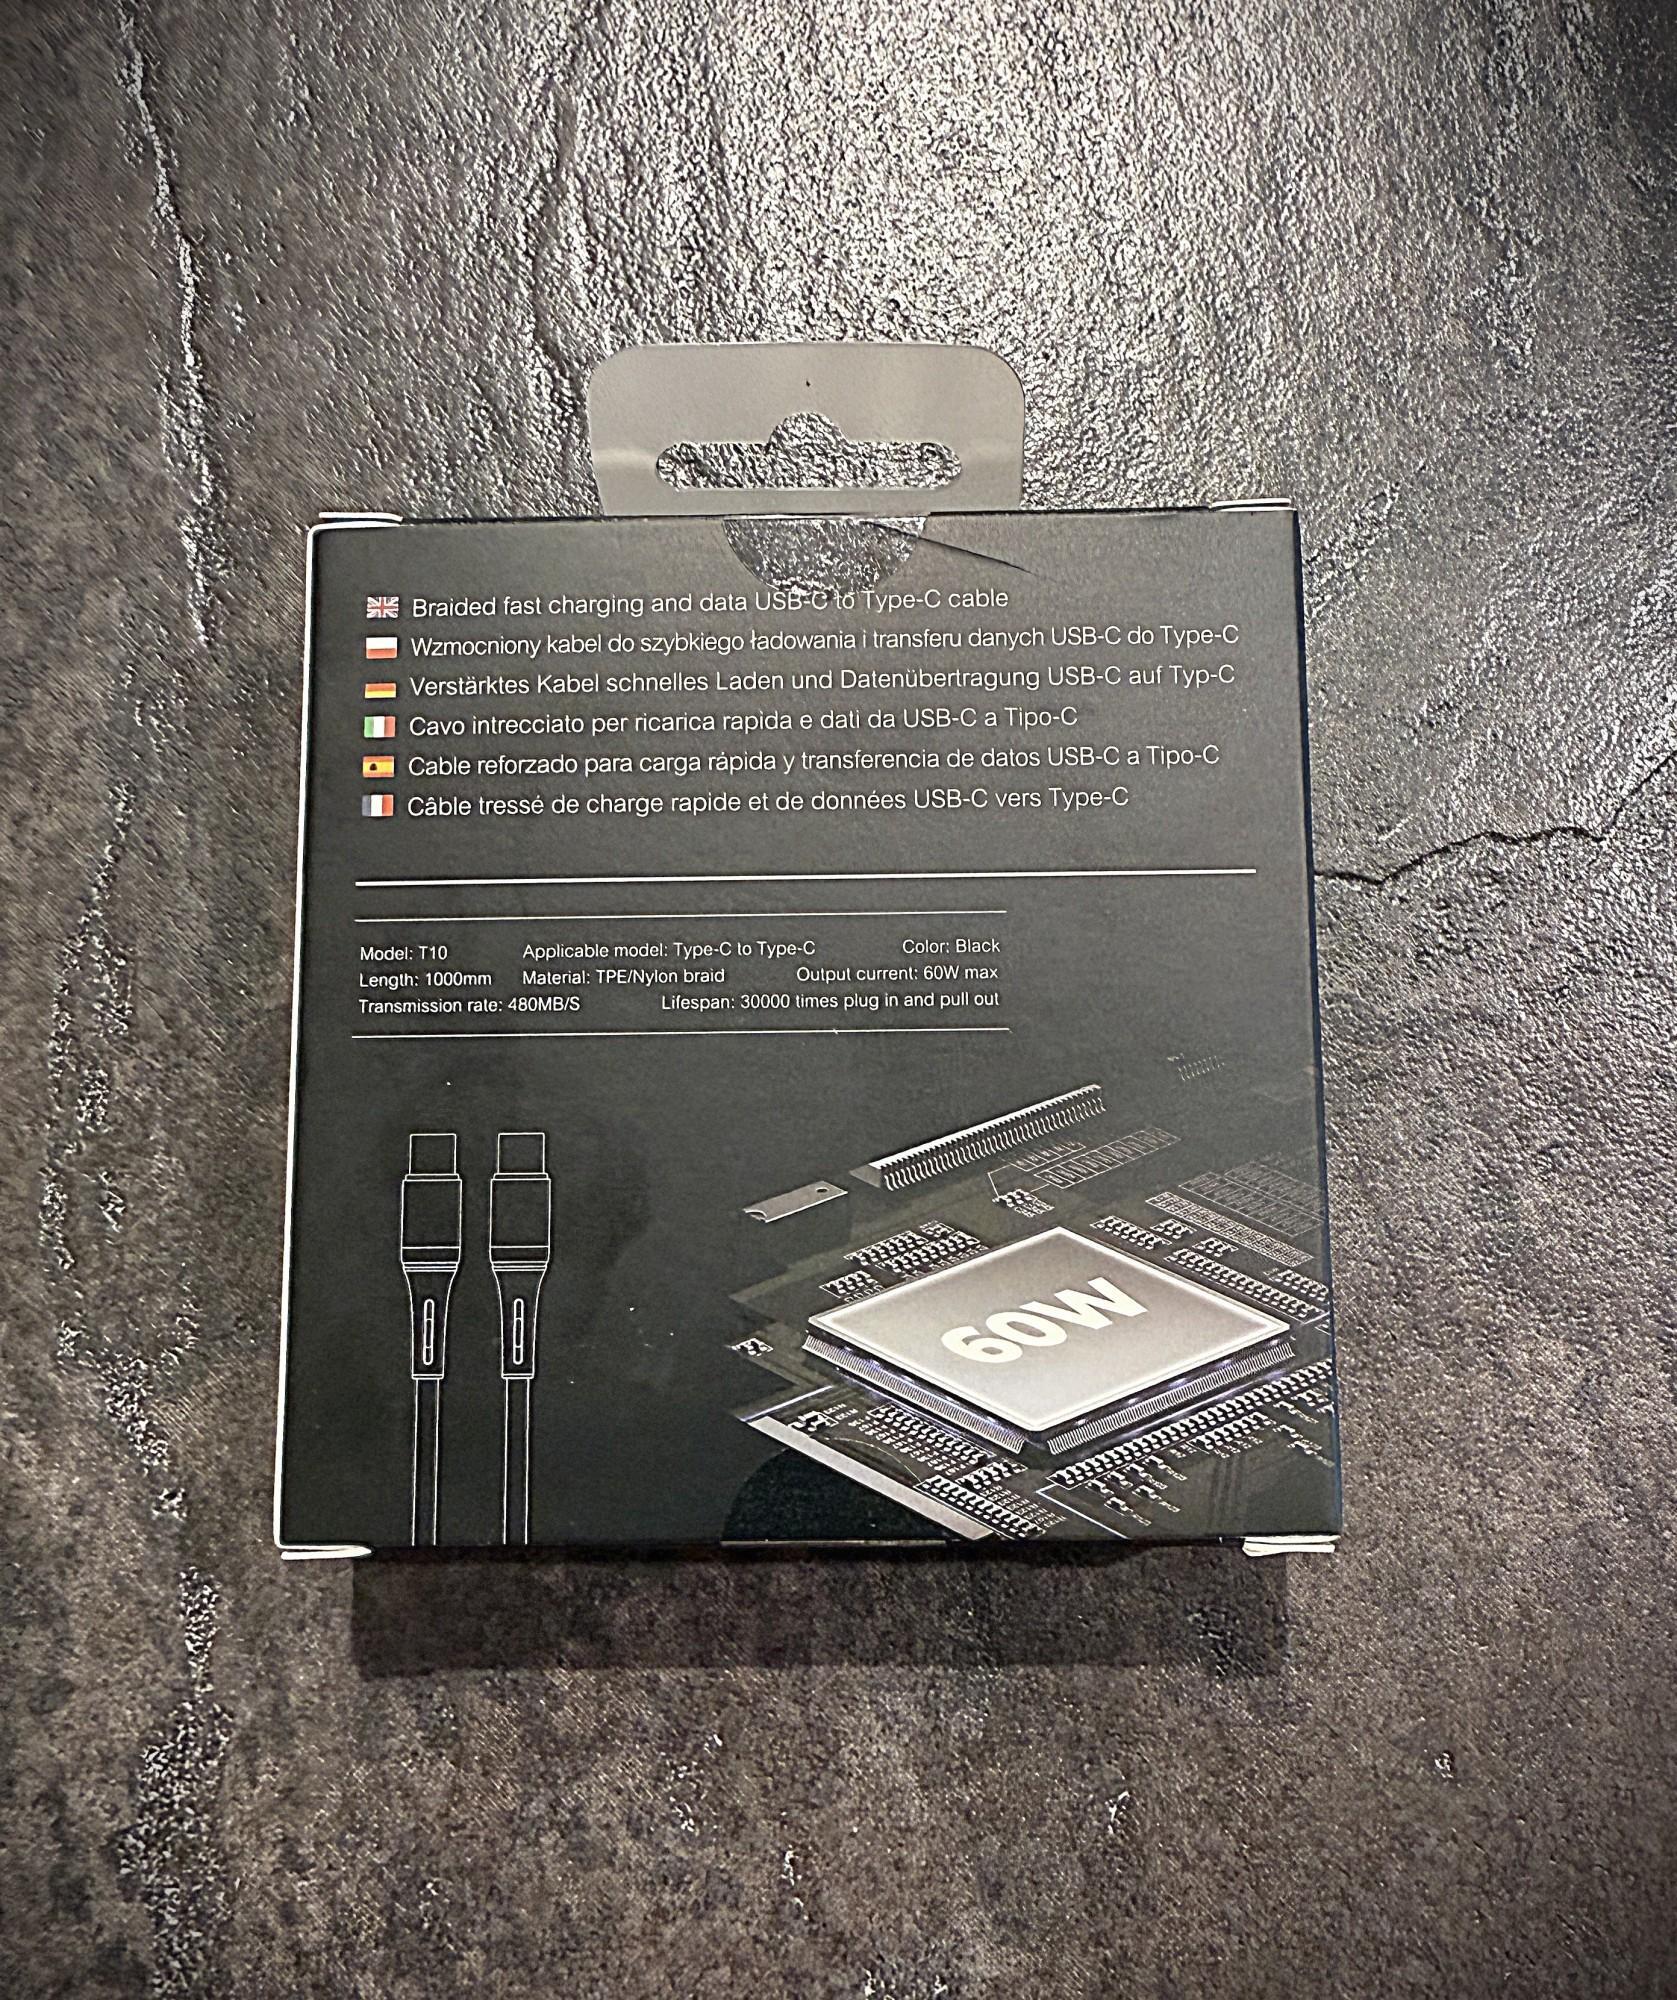 Braided fast charging and data USB-C to Type-C cable
Wzmocniony kabel do szybkiego ładowania i transferu danych USB-C do Type-C
Verstärktes Kabel schnelles Laden und Datenübertragung USB-C auf Typ-C
Cavo intrecciato per ricarica rapida e dati da USB-C a Tipo-C
Cable reforzado para carga rápida y transferencia de datos USB-C a Tipo-C
Câble tressé de charge rapide et de données USB-C vers Type-C
Model: T10 Applicable model: Type-C to Type-C Color: Black
Length: 1000mm Material: TPE/Nylon braid Output current: 60W max
Transmission rate: 480MB/S Lifespan: 30000 times plug in and pull out
60W